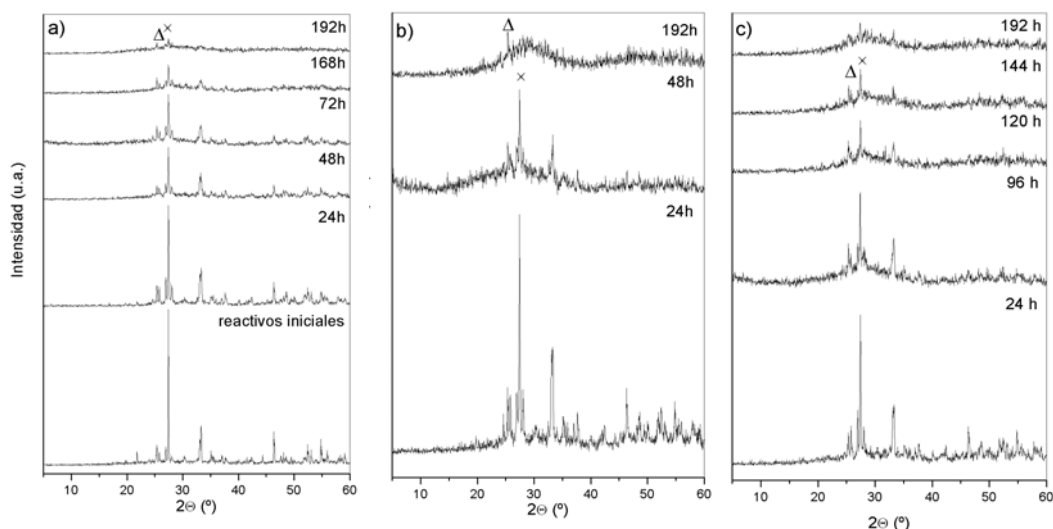 a)
Δ
×
192h
168h
72h
48h
24h
reactivos iniciales
Intensidad (u.a.)
10 20 30 40 50 60
2Θ (º)
b)
Δ
192h
×
48h
24h
10 20 30 40 50 60
2Θ (º)
c)
192 h
×
Δ
144 h
120 h
96 h
24 h
10 20 30 40 50 60
2Θ (º)